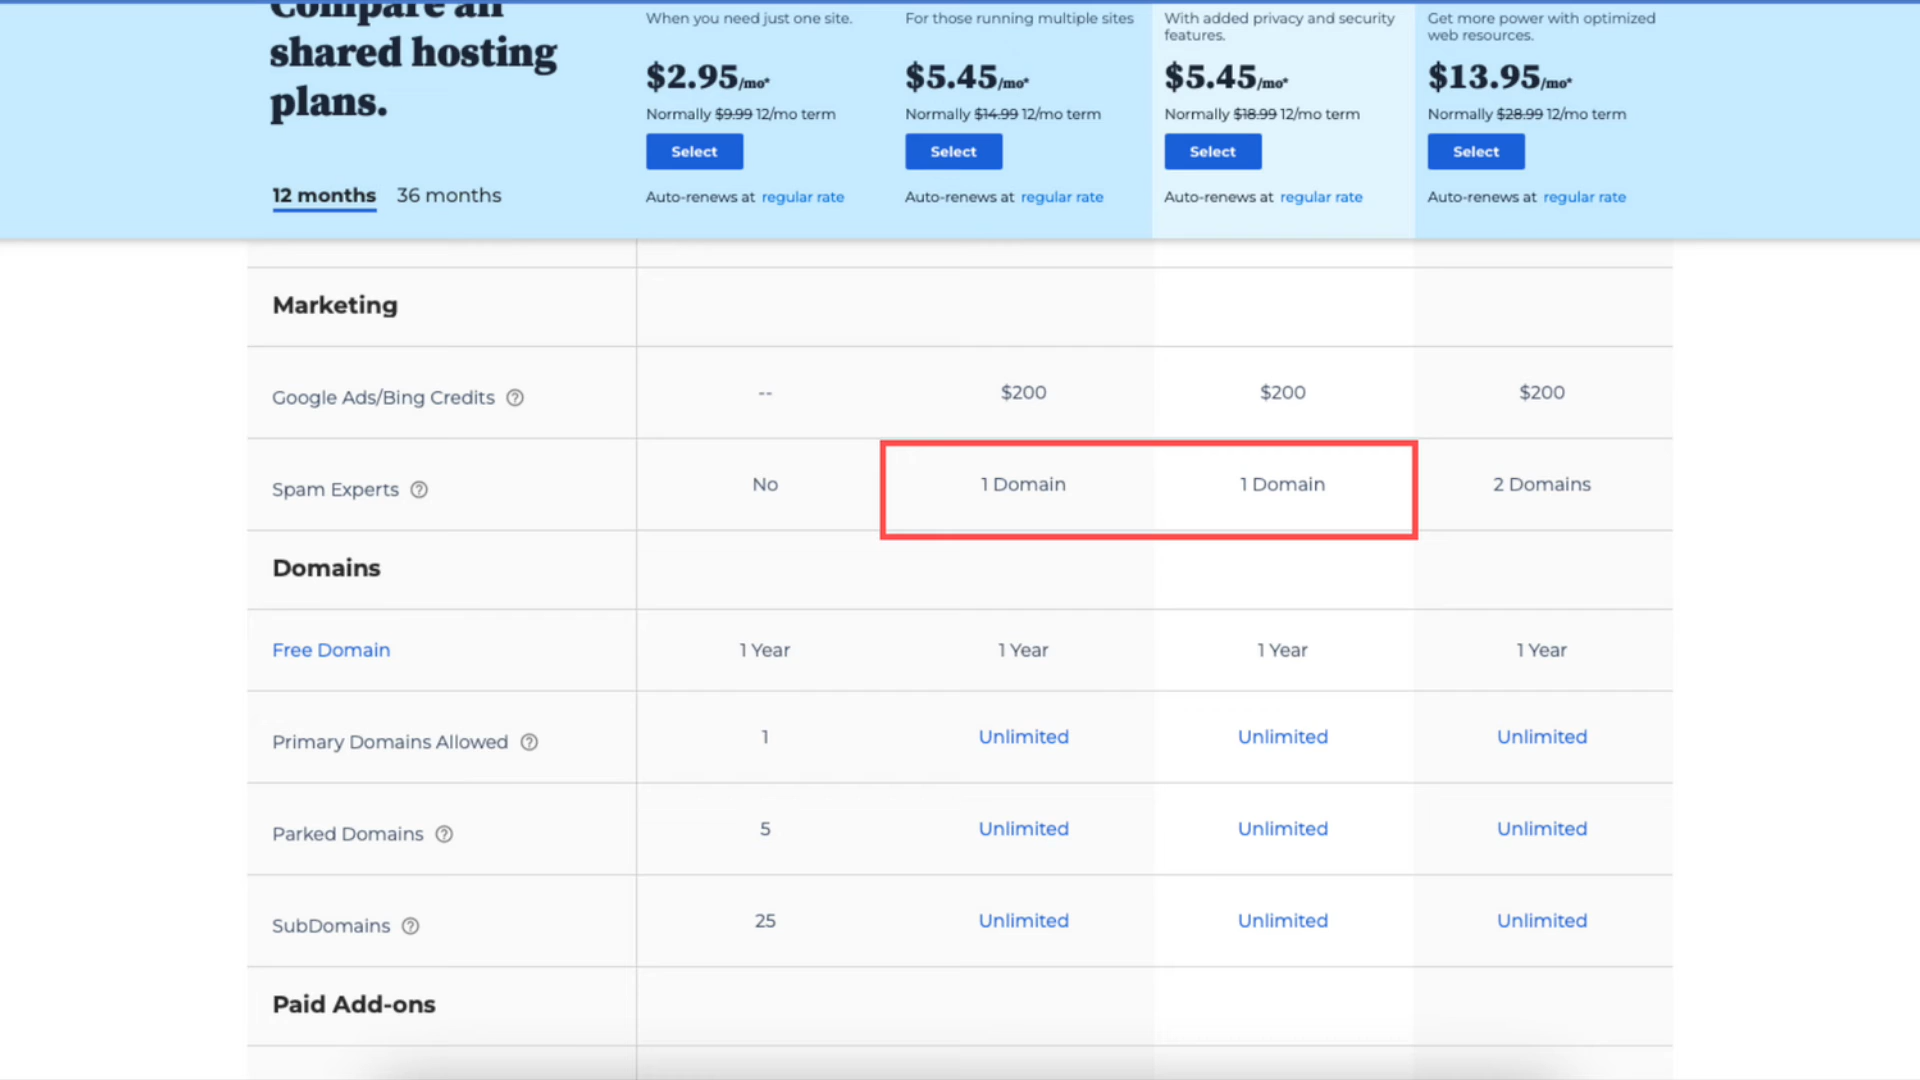 Compare all
shared hosting
plans.
12 months 36 months
When you need just one site.
$2.95/mo*
Normally $9.99 12/mo term
Select
Auto-renews at regular rate
For those running multiple sites
$5.45/mo*
Normally $14.99 12/mo term
Select
Auto-renews at regular rate
With added privacy and security
features.
$5.45/mo*
Normally $18.99 12/mo term
Select
Auto-renews at regular rate
Get more power with optimized
web resources.
$13.95/mo*
Normally $28.99 12/mo term
Select
Auto-renews at regular rate
Marketing
Google Ads/Bing Credits ? -- $200 $200 $200
Spam Experts ? No 1 Domain 1 Domain 2 Domains
Domains
Free Domain 1 Year 1 Year 1 Year 1 Year
Primary Domains Allowed ? 1 Unlimited Unlimited Unlimited
Parked Domains ? 5 Unlimited Unlimited Unlimited
SubDomains ? 25 Unlimited Unlimited Unlimited
Paid Add-ons